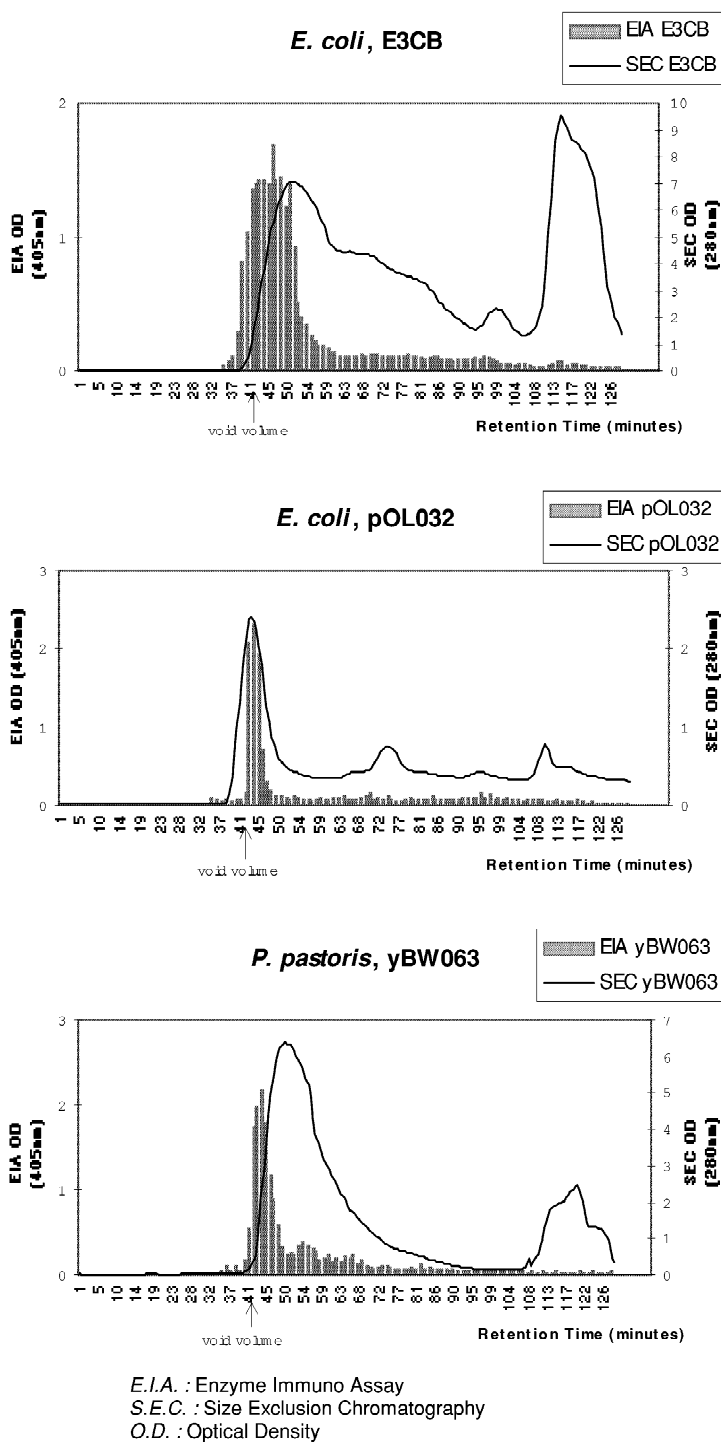 E. coli, E3CB
EIA E3CB
SEC E3CB
2
1
0
EIA OD
(405nm)
10
9
8
7
6
5
4
3
2
1
0
SEC OD
(280nm)
1 5 10 14 19 23 28 32 37 41 45 50 54 59 63 68 72 77 81 86 90 95 99 104 108 113 117 122 126
void volume
Retention Time (minutes)
E. coli, pOL032
EIA pOL032
SEC pOL032
3
2
1
0
EIA OD (405nm)
3
2
1
0
SEC OD (280nm)
1 5 10 14 19 23 28 32 37 41 45 50 54 59 63 68 72 77 81 86 90 95 99 104 108 113 117 122 126
void volume
Retention Time (minutes)
P. pastoris, yBW063
EIA yBW063
SEC yBW063
3
2
1
0
EIA OD
(405nm)
7
6
5
4
3
2
1
0
SEC OD
(280nm)
1 5 10 14 19 23 28 32 37 41 45 50 54 59 63 68 72 77 81 86 90 95 99 104 108 113 117 122 126
void volume
Retention Time (minutes)
E.I.A. : Enzyme Immuno Assay
S.E.C. : Size Exclusion Chromatography
O.D. : Optical Density